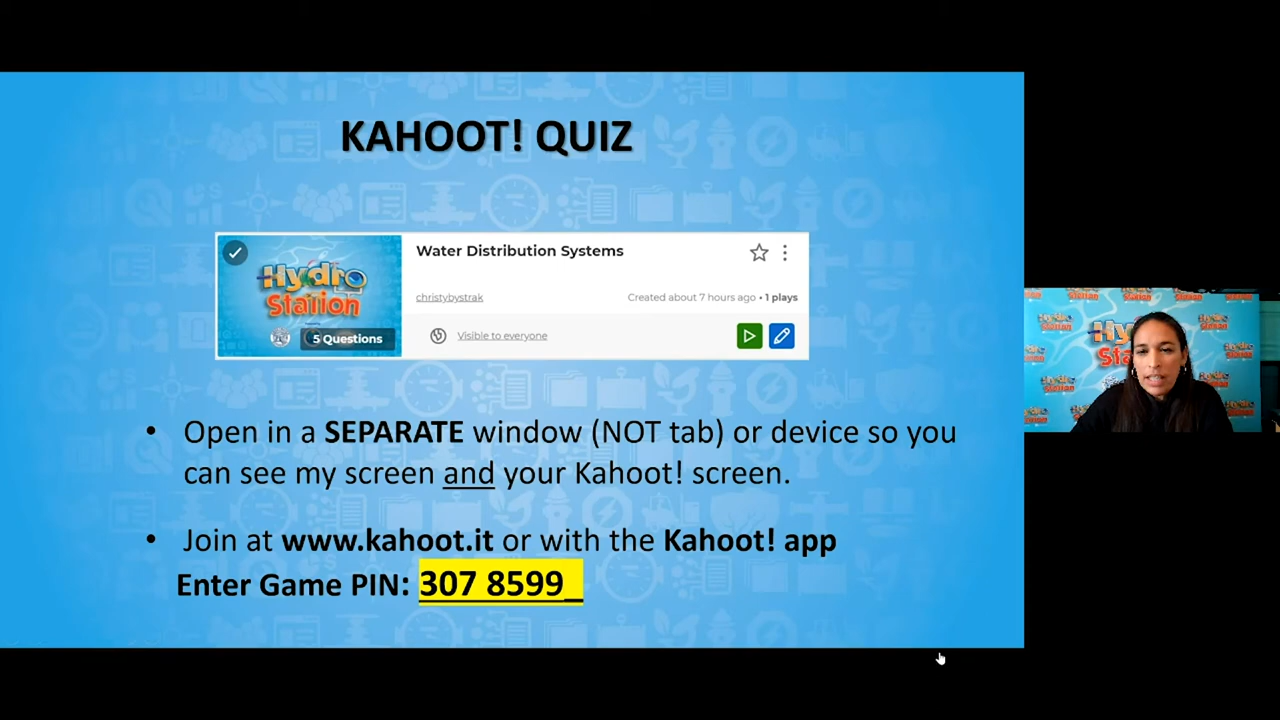 KAHOOT! QUIZ
Hydro
Station
5 Questions
Water Distribution Systems
christybystrak
Created about 7 hours ago • 1 plays
Visible to everyone
• Open in a SEPARATE window (NOT tab) or device so you
can see my screen and your Kahoot! screen.
• Join at www.kahoot.it or with the Kahoot! app
Enter Game PIN: 307 8599_